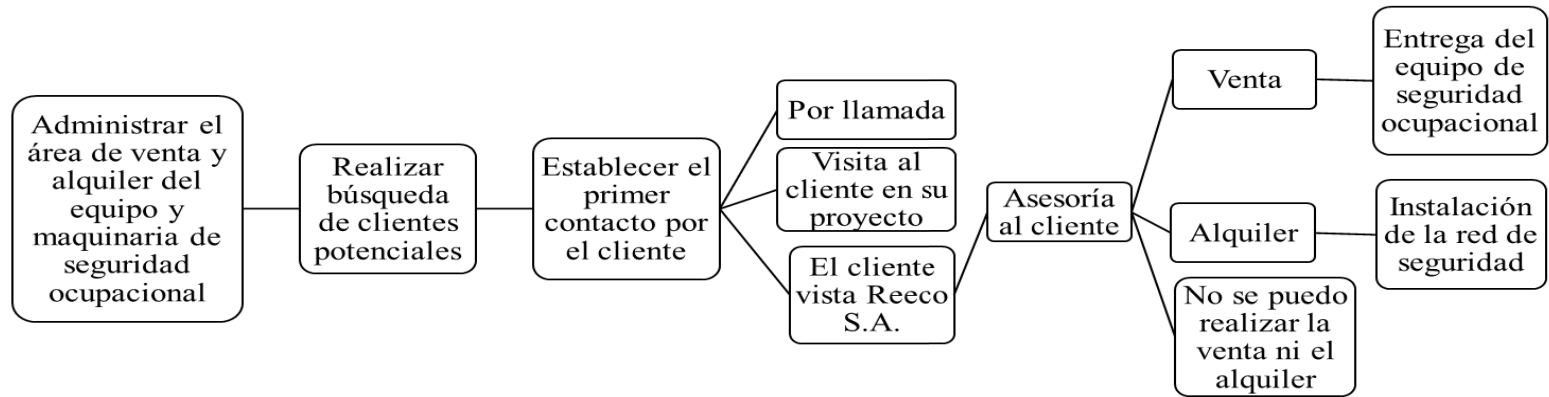 Administrar el
área de venta y
alquiler del
equipo y
maquinaria de
seguridad
ocupacional
Realizar
búsqueda
de clientes
potenciales
Establecer el
primer
contacto por
el cliente
Por llamada
Visita al
cliente en su
proyecto
El cliente
vista Reeco
S.A.
Asesoría
al cliente
Venta
Entrega del
equipo de
seguridad
ocupacional
Alquiler
Instalación
de la red de
seguridad
No se puedo
realizar la
venta ni el
alquiler